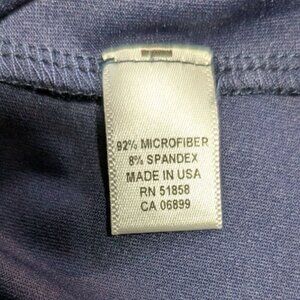 92% MICROFIBER
8% SPANDEX
MADE IN USA
RN 51858
CA 06899